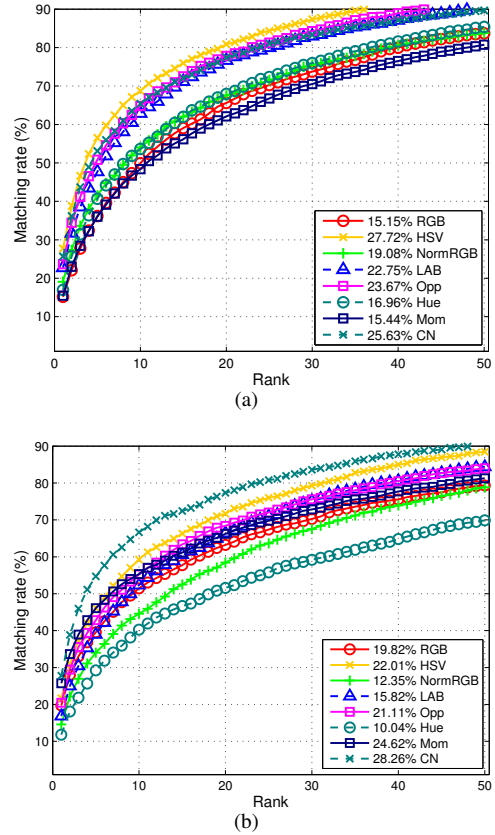 90
80
70
60
50
40
30
20
10
0
10
20
30
40
50
Matching rate (%)
Rank
15.15% RGB
27.72% HSV
19.08% NormRGB
22.75% LAB
23.67% Opp
16.96% Hue
15.44% Mom
25.63% CN
(a)
90
80
70
60
50
40
30
20
10
0
10
20
30
40
50
Matching rate (%)
Rank
19.82% RGB
22.01% HSV
12.35% NormRGB
15.82% LAB
21.11% Opp
10.04% Hue
24.62% Mom
28.26% CN
(b)